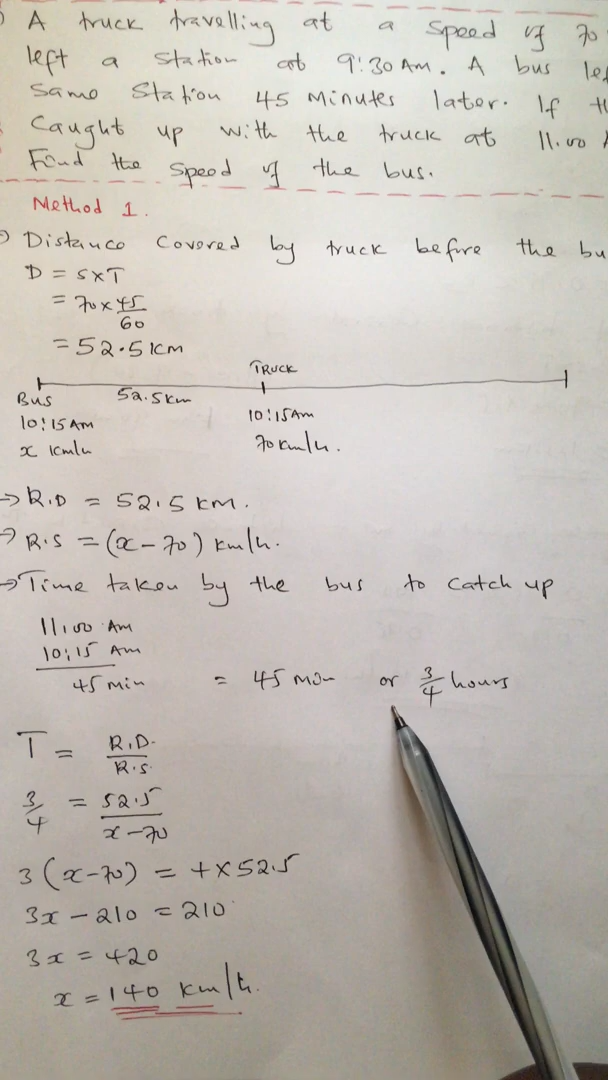 A truck travelling at a speed of 70
left a station at 9:30 AM. A bus lef
same station 45 Minutes later. If th
Caught up with the truck at 11.00 A
Find the speed of the bus.
Method 1.
Distance Covered by truck before the bu
D = S×T
= 70 × 45/60
= 52.5 km
TRUCK
Bus 52.5km
10:15 AM 10:15 AM
x km/h 70 km/h.
→ R.D = 52.5 KM.
→ R.S = (x-70) km/h.
→ Time taken by the bus to catch up
11:00 AM
10:15 AM
45 min = 45 min or 3/4 hours
T = R.D./R.S.
3/4 = 52.5/x-70
3(x-70) = 4×52.5
3x - 210 = 210
3x = 420
x = 140 km/h.